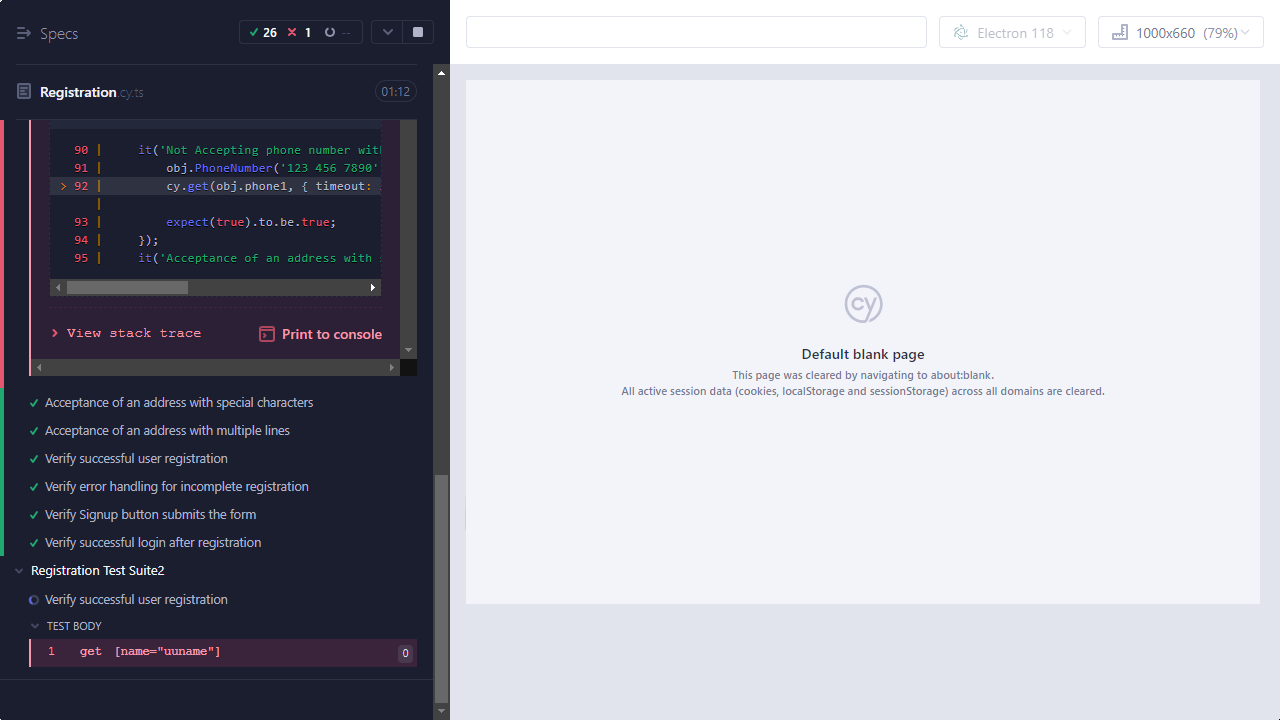 Specs
26 1 --
Electron 118
1000x660 (79%)
Registration.cy.ts
01:12
90 | it('Not Accepting phone number with
91 | obj.PhoneNumber('123 456 7890'
> 92 | cy.get(obj.phone1, { timeout:
|
93 | expect(true).to.be.true;
94 | });
95 | it('Acceptance of an address with
View stack trace
Print to console
Acceptance of an address with special characters
Acceptance of an address with multiple lines
Verify successful user registration
Verify error handling for incomplete registration
Verify Signup button submits the form
Verify successful login after registration
Registration Test Suite2
Verify successful user registration
TEST BODY
1 get [name="uuname"] 0
cy
Default blank page
This page was cleared by navigating to about:blank.
All active session data (cookies, localStorage and sessionStorage) across all domains are cleared.